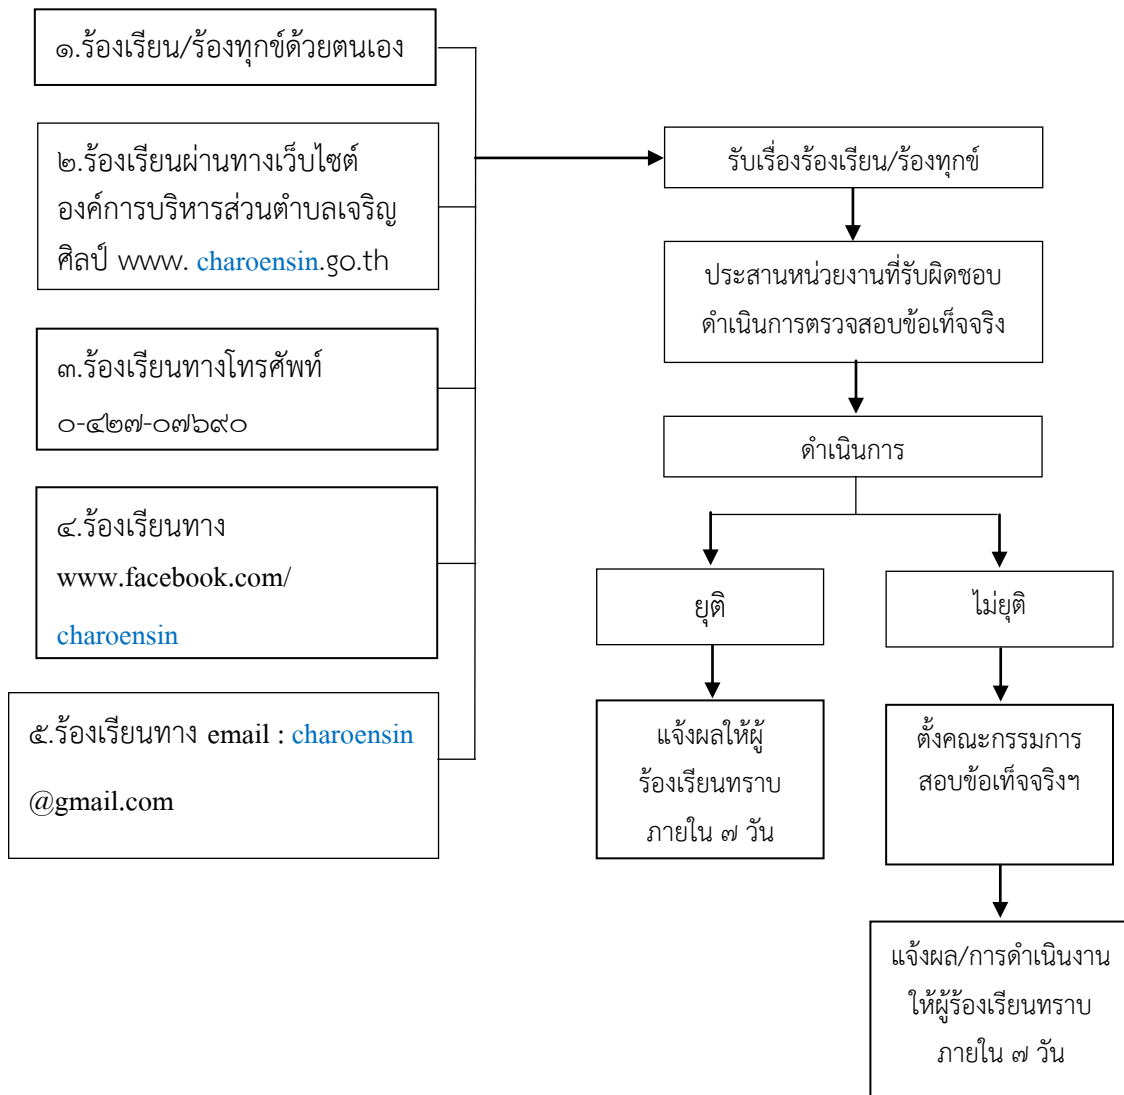 ๑.ร้องเรียน/ร้องทุกข์ด้วยตนเอง
๒.ร้องเรียนผ่านทางเว็บไซต์
องค์การบริหารส่วนตำบลเจริญ
ศิลป์ www. charoensin.go.th
๓.ร้องเรียนทางโทรศัพท์
๐-๔๒๗-๐๗๖๙๐
๔.ร้องเรียนทาง
www.facebook.com/
charoensin
๕.ร้องเรียนทาง email : charoensin
@gmail.com
รับเรื่องร้องเรียน/ร้องทุกข์
ประสานหน่วยงานที่รับผิดชอบ
ดำเนินการตรวจสอบข้อเท็จจริง
ดำเนินการ
ยุติ
แจ้งผลให้ผู้
ร้องเรียนทราบ
ภายใน ๗ วัน
ไม่ยุติ
ตั้งคณะกรรมการ
สอบข้อเท็จจริงฯ
แจ้งผล/การดำเนินงาน
ให้ผู้ร้องเรียนทราบ
ภายใน ๗ วัน